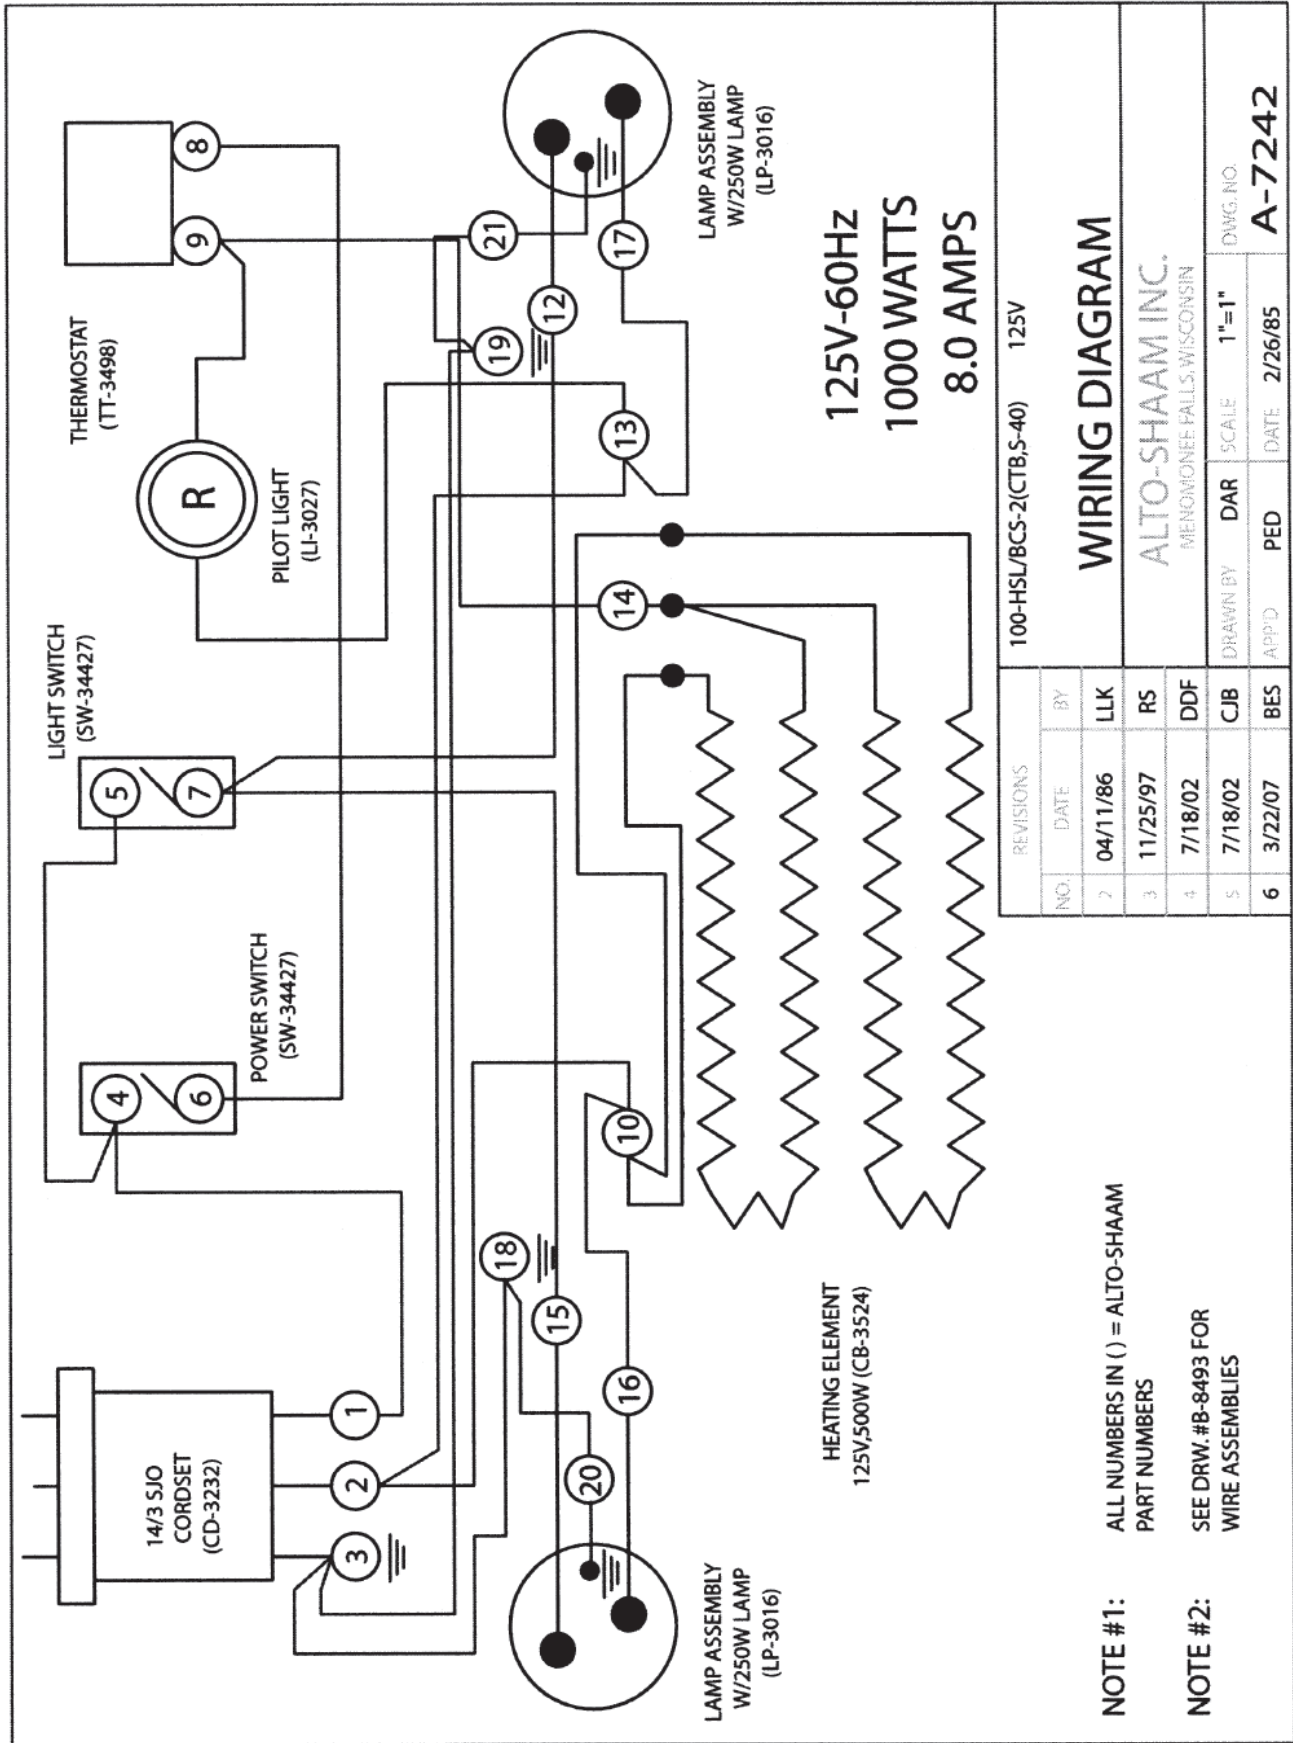 14/3 SJO
CORDSET
(CD-3232)
1
2
3
POWER SWITCH
(SW-34427)
4
6
LIGHT SWITCH
(SW-34427)
5
7
PILOT LIGHT
(LI-3027)
R
THERMOSTAT
(TT-3498)
8
9
18
15
20
16
10
14
13
19
12
21
17
LAMP ASSEMBLY
W/250W LAMP
(LP-3016)
LAMP ASSEMBLY
W/250W LAMP
(LP-3016)
HEATING ELEMENT
125V,500W (CB-3524)
125V-60Hz
1000 WATTS
8.0 AMPS
NOTE #1: ALL NUMBERS IN ( ) = ALTO-SHAAM
PART NUMBERS
NOTE #2: SEE DRW. #B-8493 FOR
WIRE ASSEMBLIES
REVISIONS
NO. DATE BY
2 04/11/86 LLK
3 11/25/97 RS
4 7/18/02 DDF
5 7/18/02 CJB
6 3/22/07 BES
100-HSL/BCS-2(CTB,S-40) 125V
WIRING DIAGRAM
ALTO-SHAAM INC.
MENOMONEE FALLS, WISCONSIN
DRAWN BY DAR SCALE 1"=1" DWG. NO.
APP'D PED DATE 2/26/85 A-7242